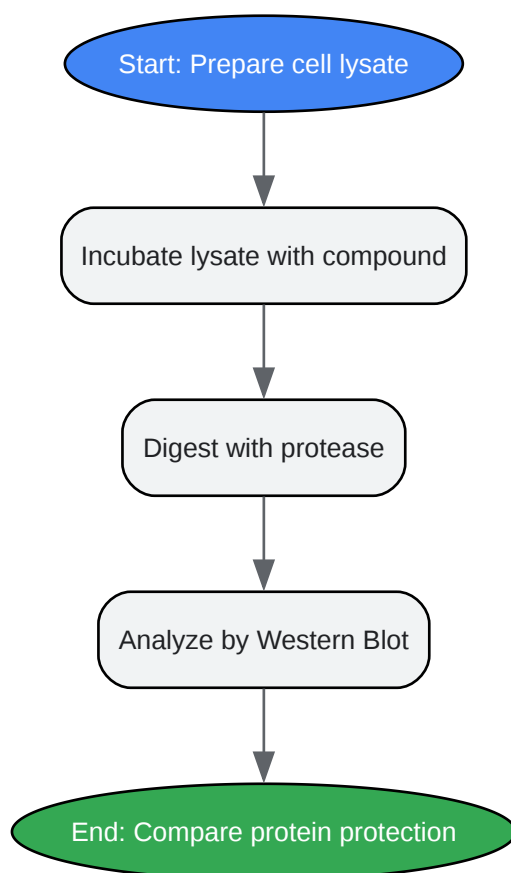 Start: Prepare cell lysate
Incubate lysate with compound
Digest with protease
Analyze by Western Blot
End: Compare protein protection